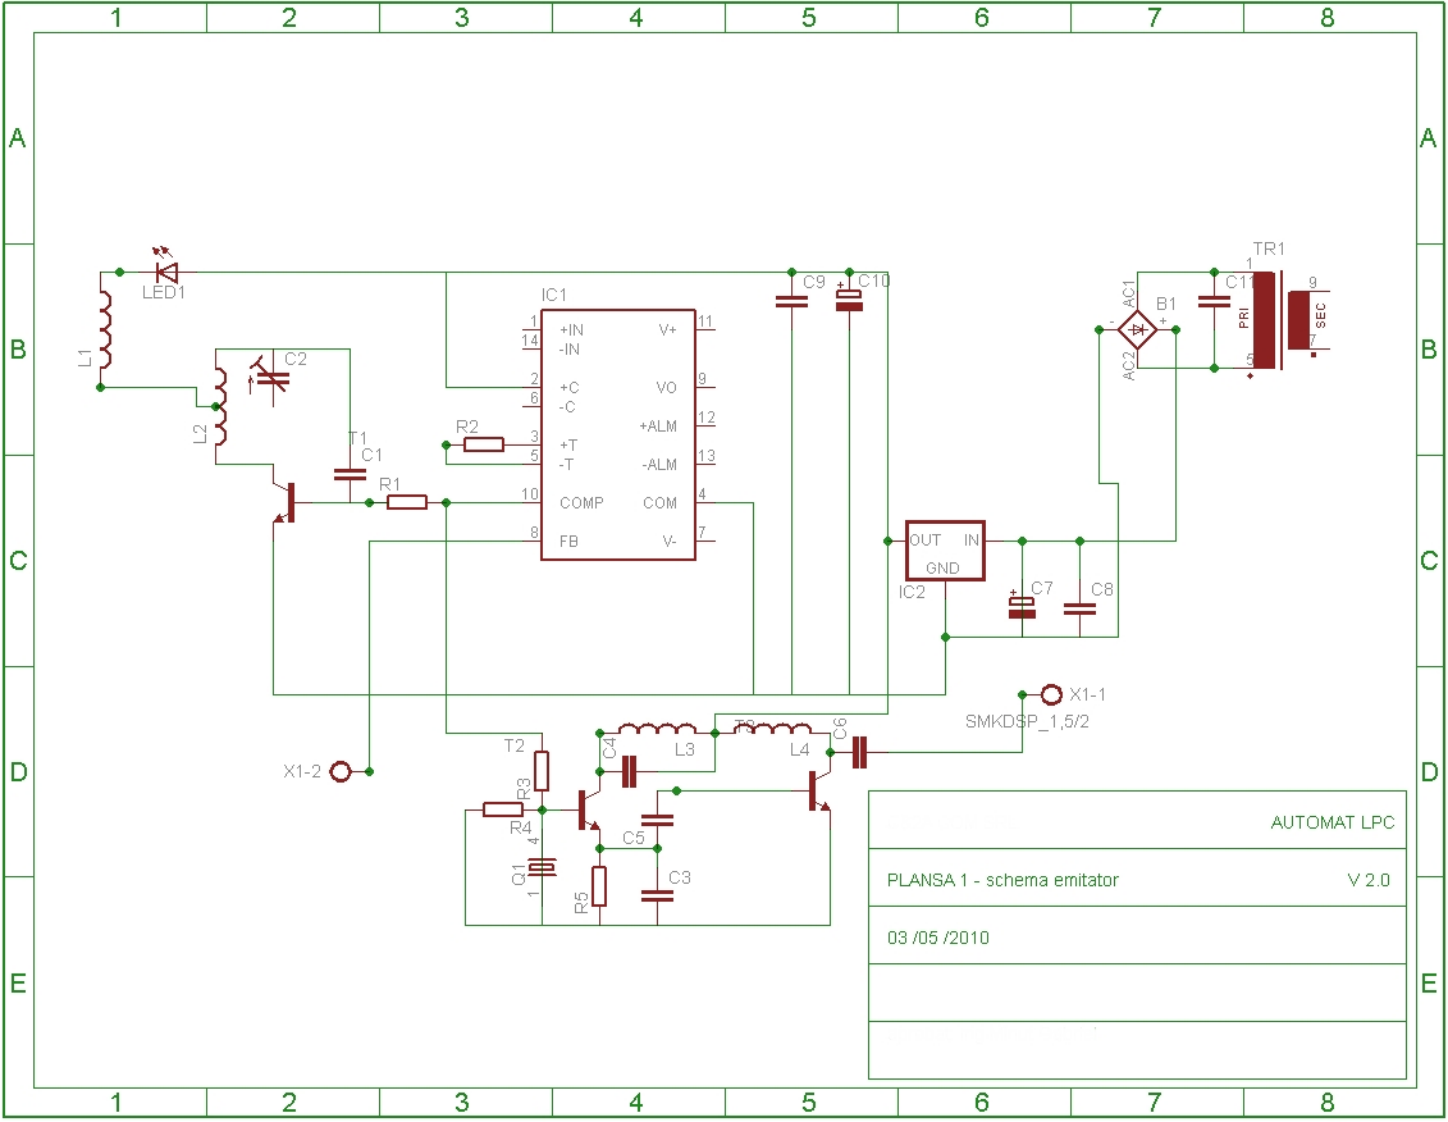 1 2 3 4 5 6 7 8
A A
TR1
1
9
LED1
C9
+
C10
AC1
C11
IC1
B1
PRI
SEC
1 +IN V+ 11
14 -IN
- +
B B
L1
C2
7
AC2
5
2 +C VO 9
6 -C
+ALM 12
L2
R2
T1
3 +T
C1
5 -T -ALM 13
R1
10 COMP COM 4
8 FB V- 7
OUT IN
GND
C C
IC2
+
C7
C8
X1-1
SMKDSP_1,5/2
T3
C6
T2
C4
L3
L4
X1-2
D D
R3
R4
4
C5
AUTOMAT LPC
Q1
1
R5
C3
PLANSA 1 - schema emitator V 2.0
03 /05 /2010
E E
1 2 3 4 5 6 7 8